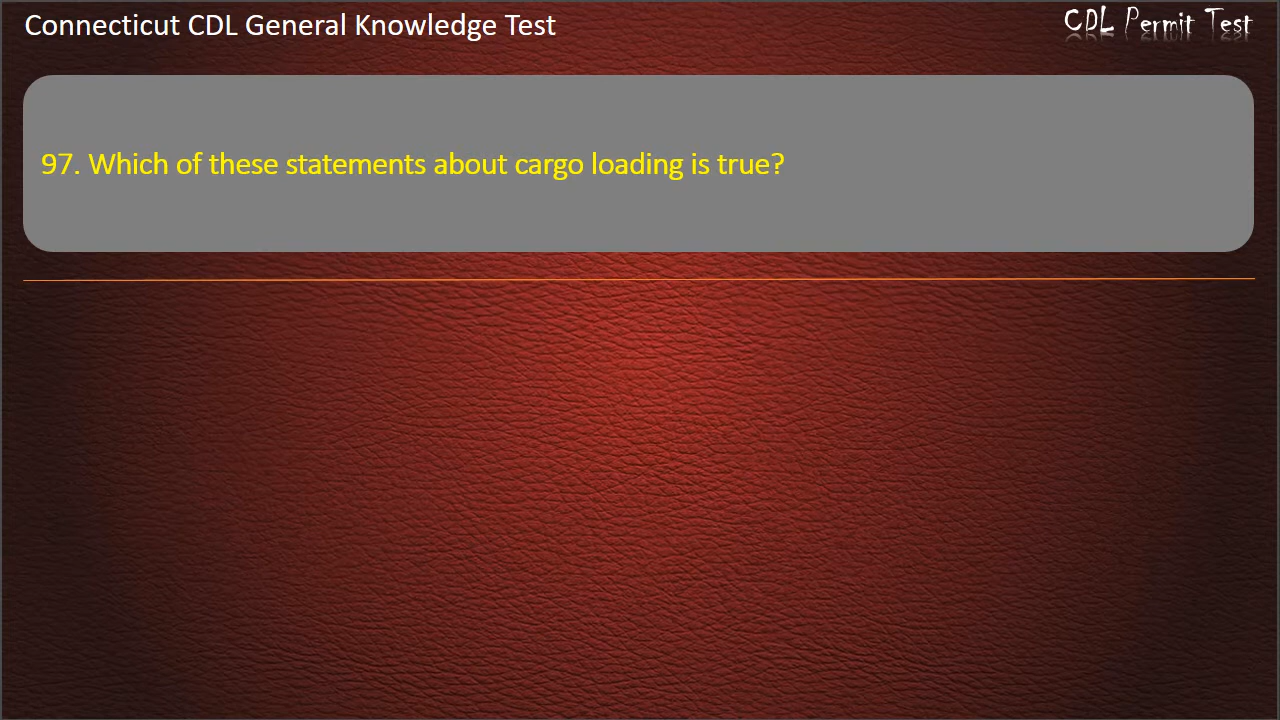 Connecticut CDL General Knowledge Test
CDL Permit Test
97. Which of these statements about cargo loading is true?